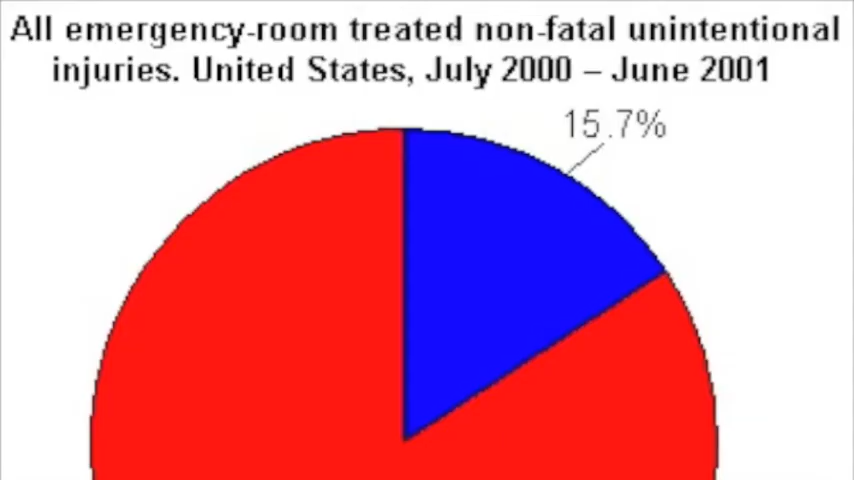 All emergency-room treated non-fatal unintentional
injuries. United States, July 2000 – June 2001
15.7%